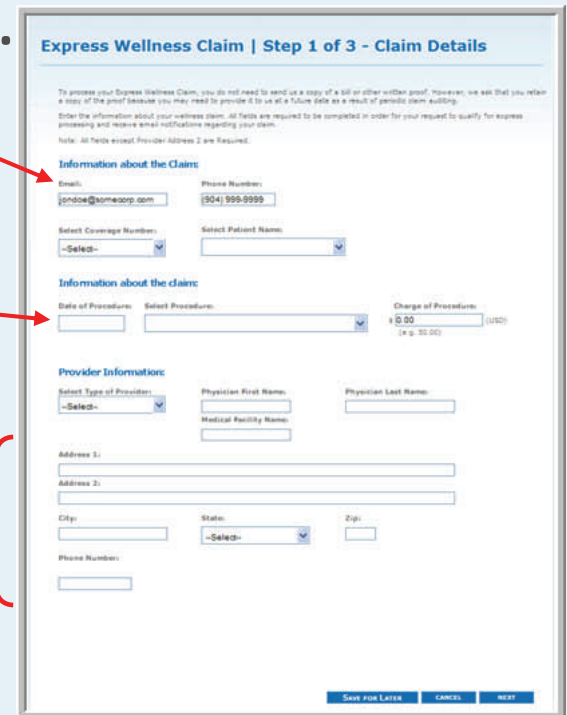 Express Wellness Claim | Step 1 of 3 - Claim Details
To process your Express Wellness Claim, you do not need to send us a copy of a bill or other written proof. However, we ask that you retain
a copy of the proof because you may need to provide it to us at a future date as a result of periodic claim auditing.
Enter the information about your wellness claim. All fields are required to be completed in order for your request to qualify for express
processing and receive email notifications regarding your claim.
Note: All fields except Provider Address 2 are Required.
Information about the Claim:
Email: Phone Number:
jondoe@somecorp.com (904) 999-9999
Select Coverage Number: Select Patient Name:
--Select--
Information about the claim:
Date of Procedure: Select Procedure: Charge of Procedure:
$ 0.00 (USD)
(e.g. 50.00)
Provider Information:
Select Type of Provider: Physician First Name: Physician Last Name:
--Select--
Medical Facility Name:
Address 1:
Address 2:
City: State: Zip:
--Select--
Phone Number:
SAVE FOR LATER CANCEL NEXT